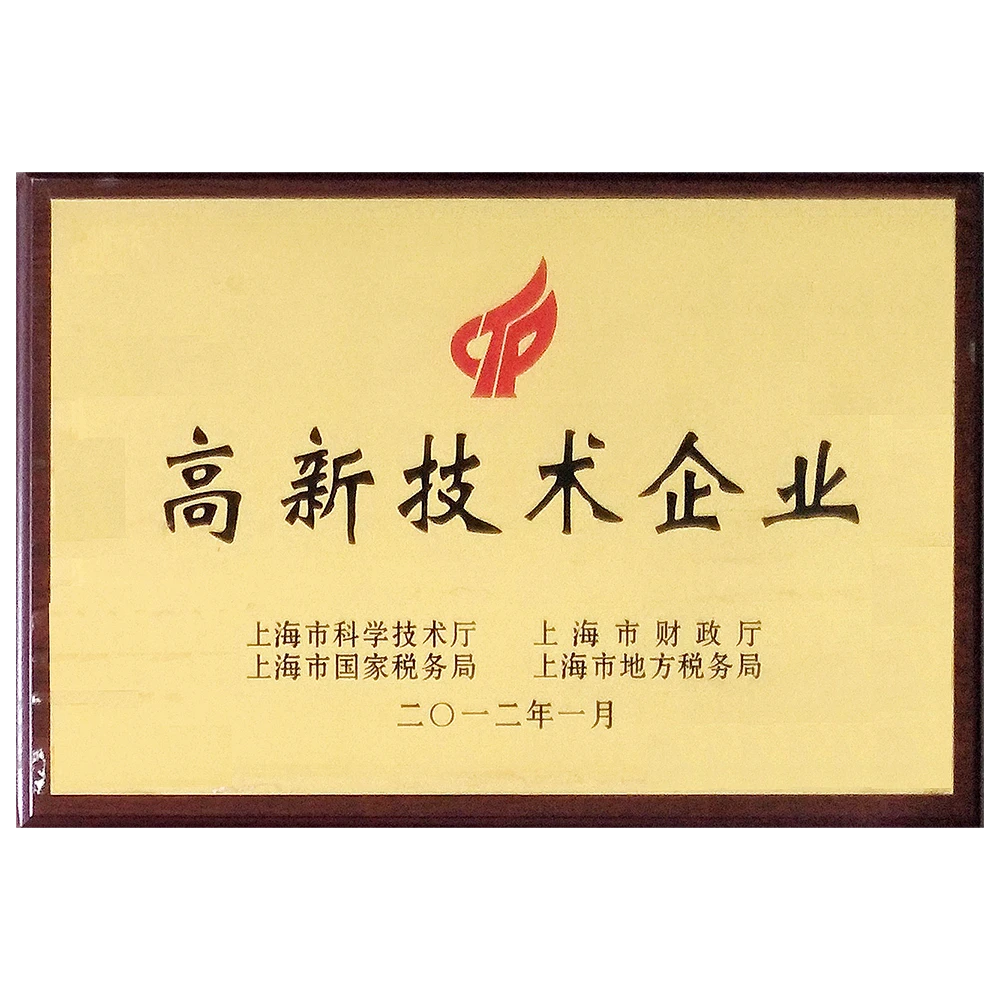 CTP
高新技术企业
上海市科学技术厅 上海市财政厅
上海市国家税务局 上海市地方税务局
二〇一二年一月